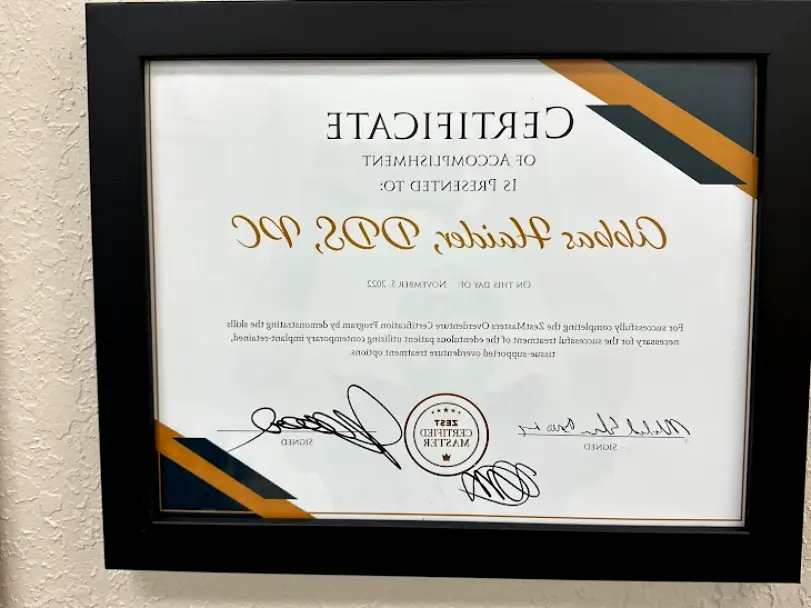 CERTIFICATE
OF ACCOMPLISHMENT
IS PRESENTED TO:
Abbas Haider, DDS, PC
ON THIS DAY OF: NOVEMBER 5, 2022
For successfully completing the ZestMasters Overdenture Certification Program by demonstrating the skills
necessary for the successful treatment of the edentulous patient utilizing contemporary implant-retained,
tissue-supported overdenture treatment options.
SIGNED
ZEST
CERTIFIED
MASTER
SIGNED